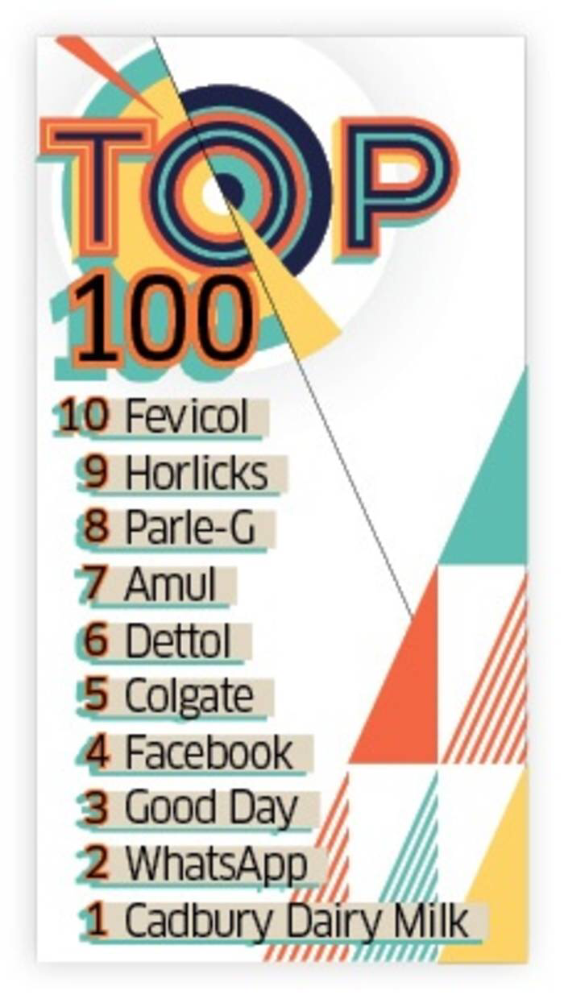 TOP
100
10 Fevicol
9 Horlicks
8 Parle-G
7 Amul
6 Dettol
5 Colgate
4 Facebook
3 Good Day
2 WhatsApp
1 Cadbury Dairy Milk